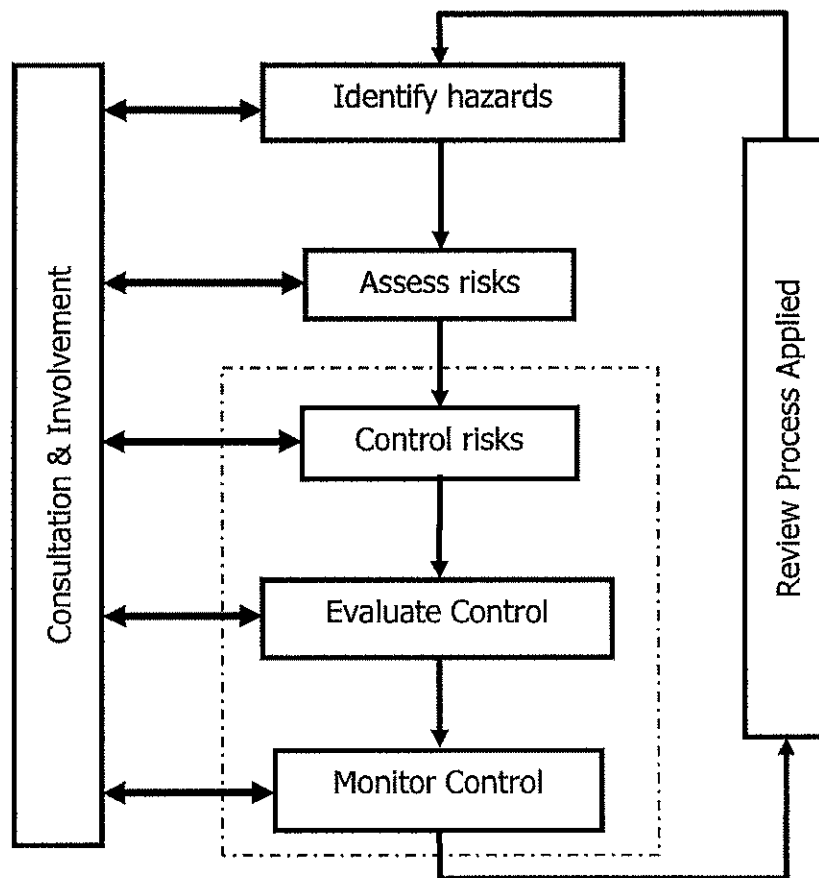 Identify hazards
Assess risks
Control risks
Evaluate Control
Monitor Control
Consultation & Involvement
Review Process Applied